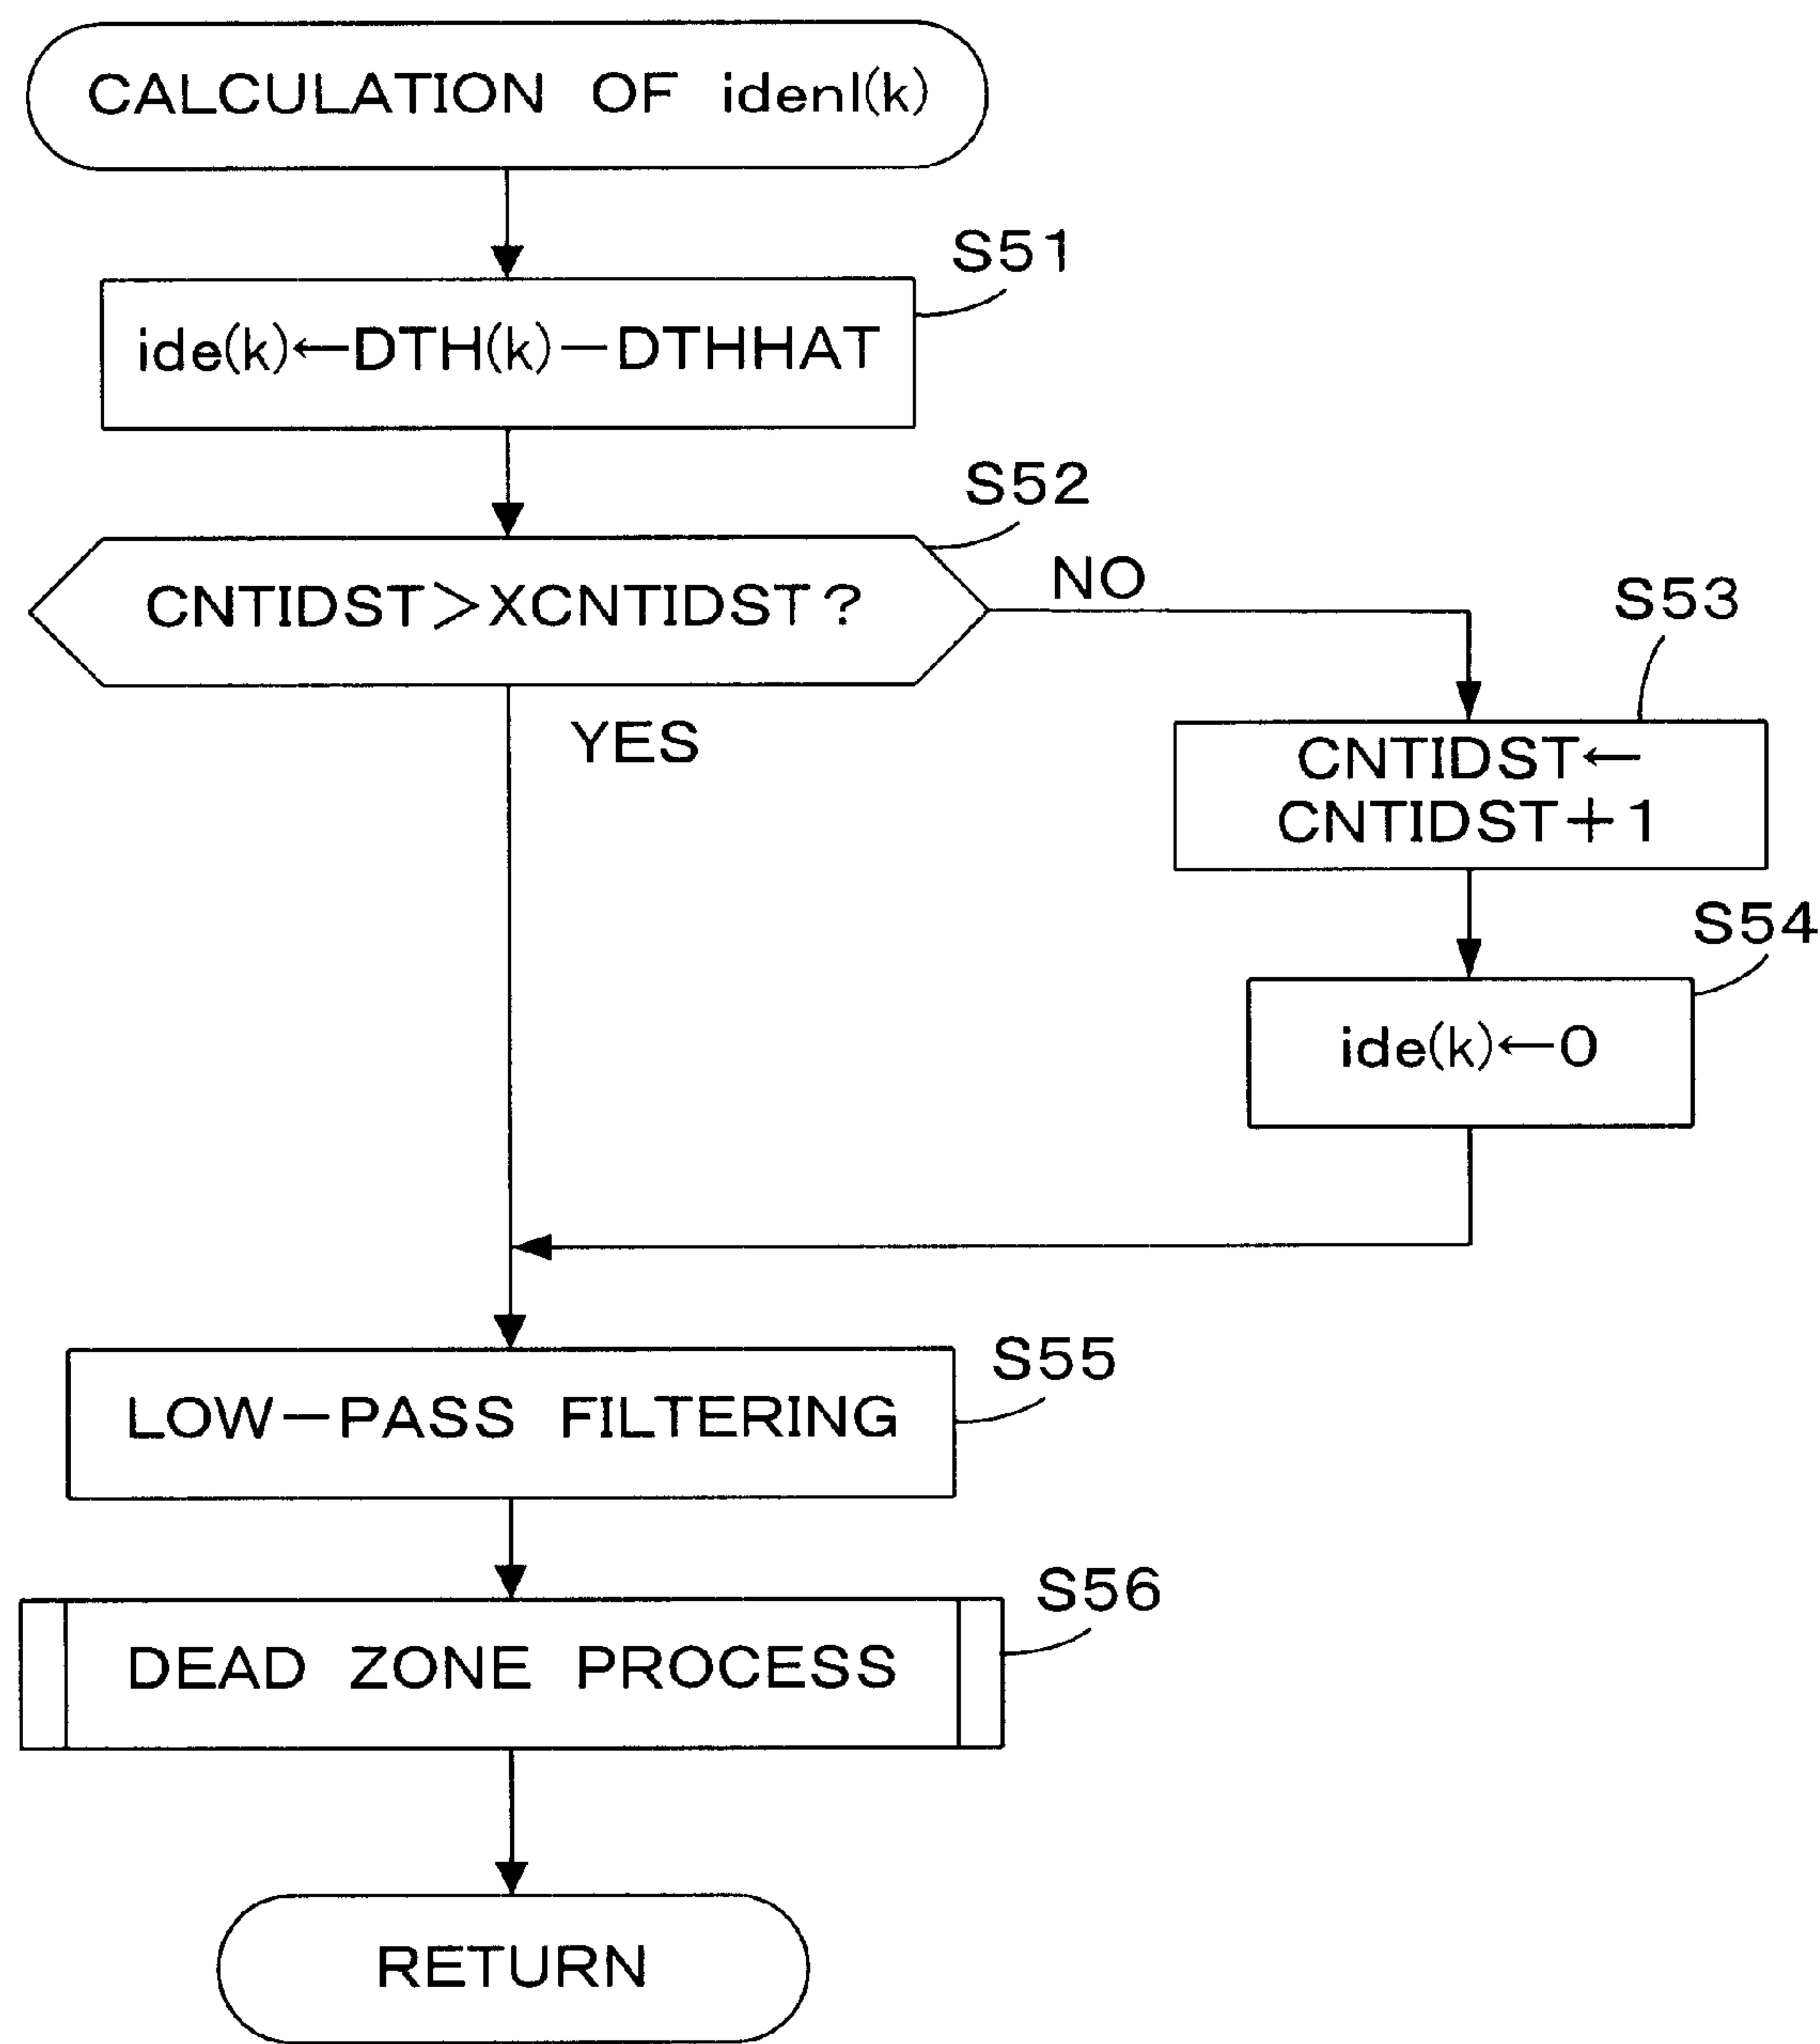 CALCULATION OF idenl(k)
S51
ide(k)←DTH(k)−DTHHAT
S52
CNTIDST>XCNTIDST?
NO
S53
YES
CNTIDST←
CNTIDST+1
S54
ide(k)←0
S55
LOW−PASS FILTERING
S56
DEAD ZONE PROCESS
RETURN